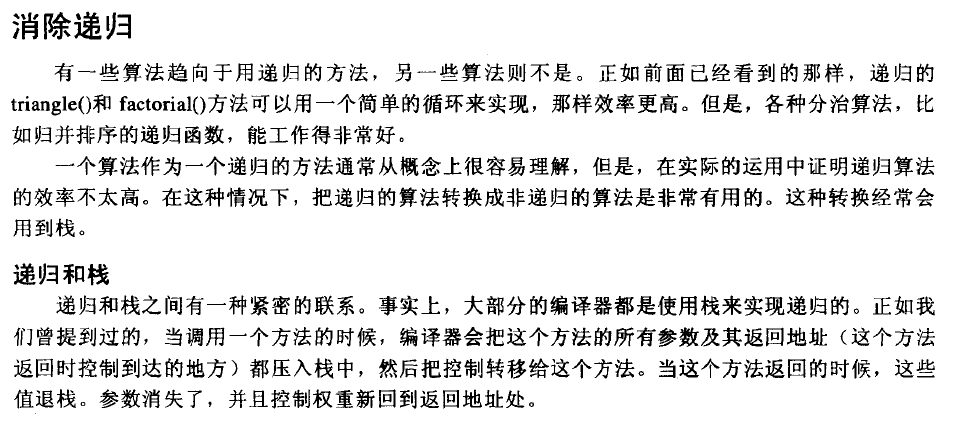 消除递归
有一些算法趋向于用递归的方法，另一些算法则不是。正如前面已经看到的那样，递归的
triangle()和 factorial()方法可以用一个简单的循环来实现，那样效率更高。但是，各种分治算法，比
如归并排序的递归函数，能工作得非常好。
一个算法作为一个递归的方法通常从概念上很容易理解，但是，在实际的运用中证明递归算法
的效率不太高。在这种情况下，把递归的算法转换成非递归的算法是非常有用的。这种转换经常会
用到栈。
递归和栈
递归和栈之间有一种紧密的联系。事实上，大部分的编译器都是使用栈来实现递归的。正如我
们曾提到过的，当调用一个方法的时候，编译器会把这个方法的所有参数及其返回地址（这个方法
返回时控制到达的地方）都压入栈中，然后把控制转移给这个方法。当这个方法返回的时候，这些
值退栈。参数消失了，并且控制权重新回到返回地址处。